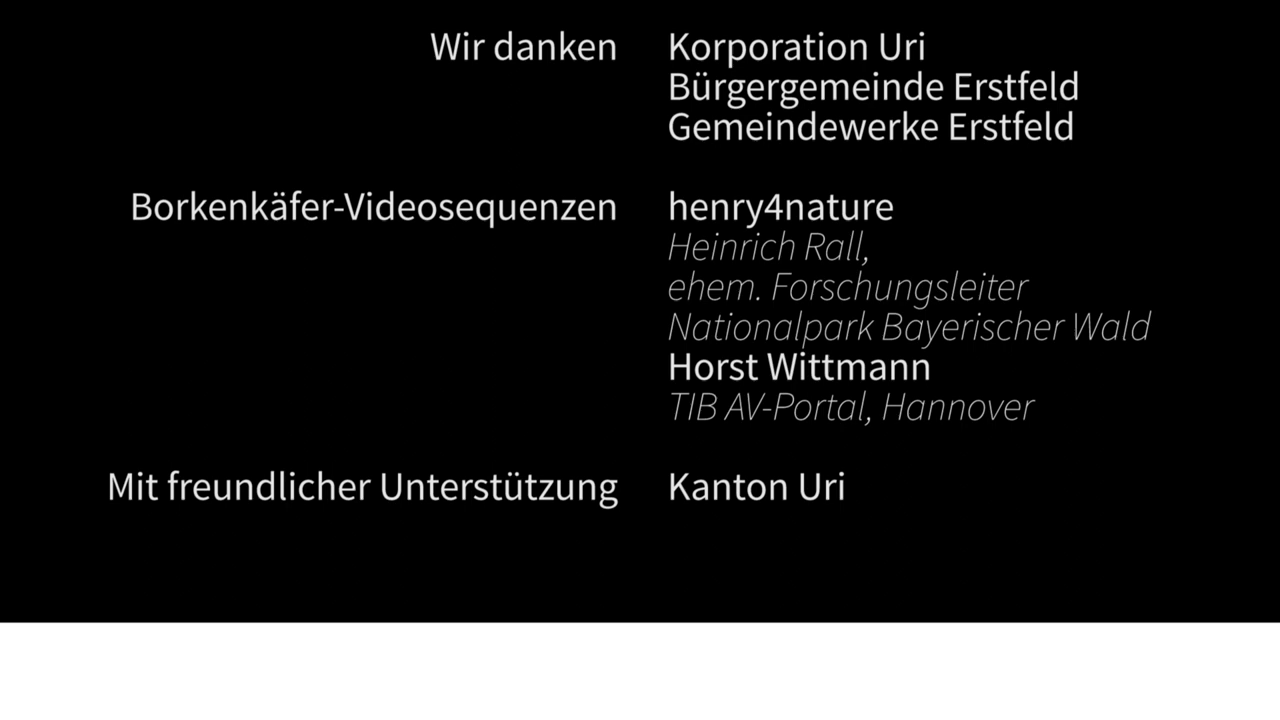 Wir danken Korporation Uri
Bürgergemeinde Erstfeld
Gemeindewerke Erstfeld
Borkenkäfer-Videosequenzen henry4nature
Heinrich Rall,
ehem. Forschungsleiter
Nationalpark Bayerischer Wald
Horst Wittmann
TIB AV-Portal, Hannover
Mit freundlicher Unterstützung Kanton Uri